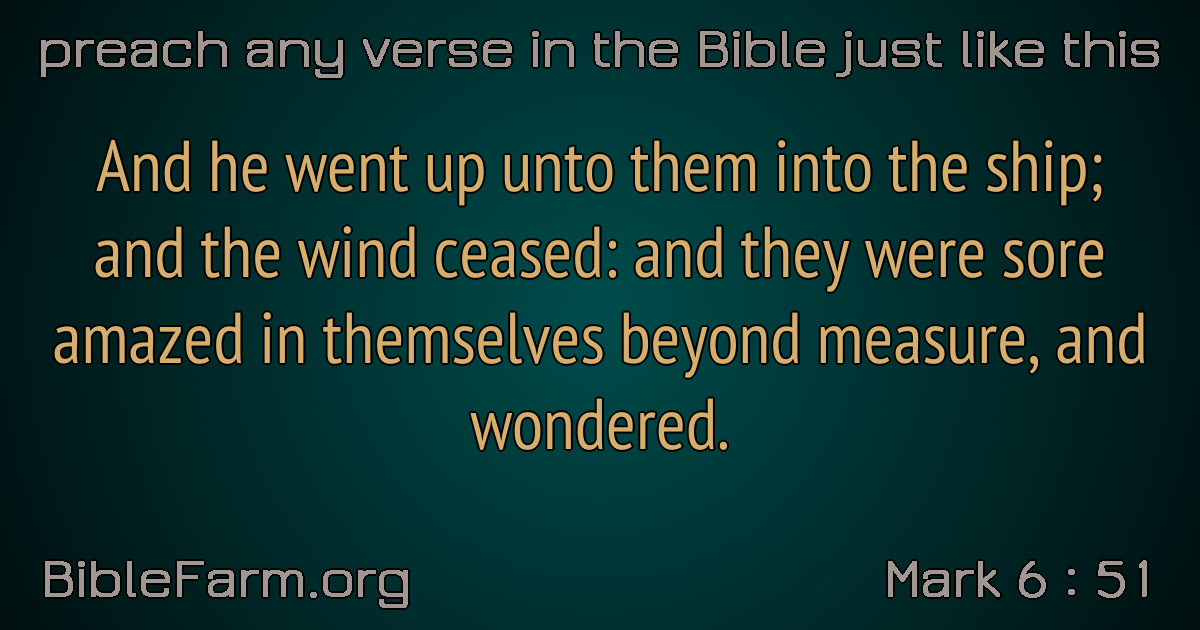 preach any verse in the Bible just like this
And he went up unto them into the ship;
and the wind ceased: and they were sore
amazed in themselves beyond measure, and
wondered.
BibleFarm.org
Mark 6 : 51